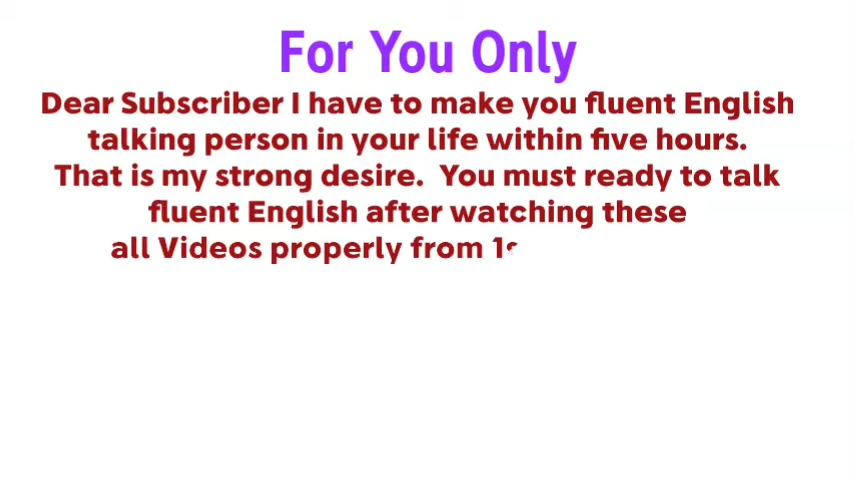 For You Only
Dear Subscriber I have to make you fluent English
talking person in your life within five hours.
That is my strong desire. You must ready to talk
fluent English after watching these
all Videos properly from